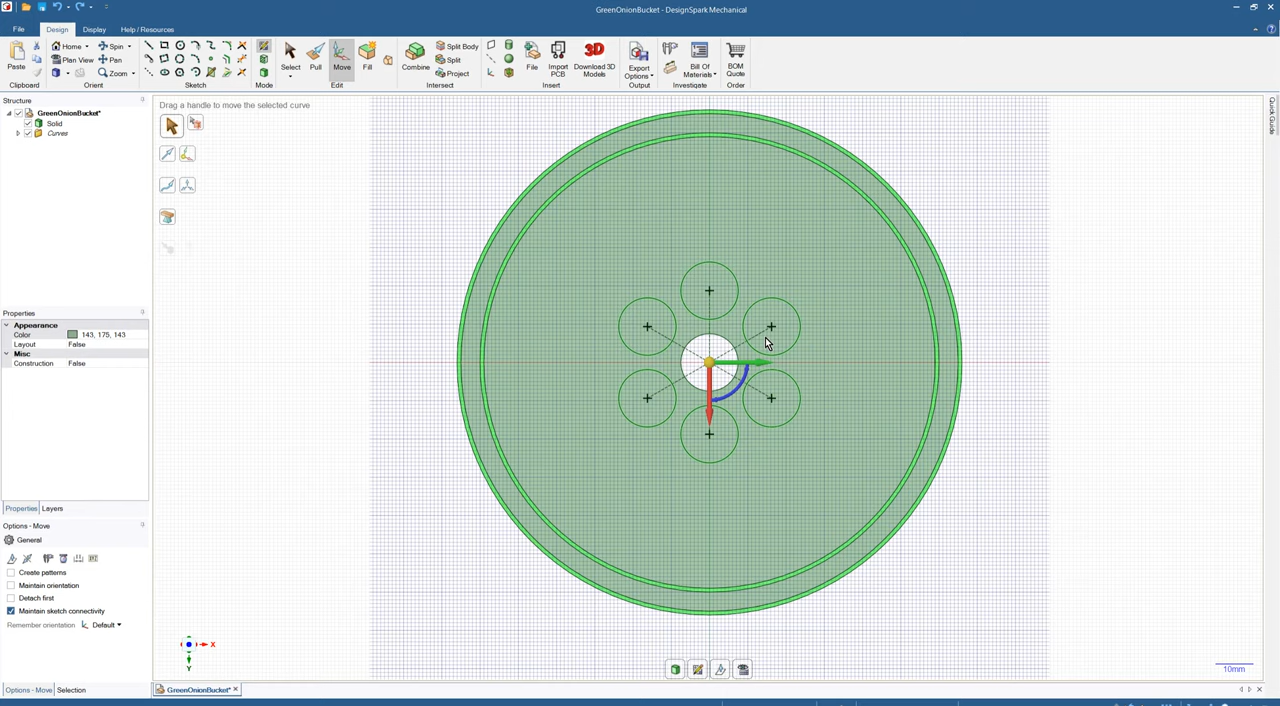 GreenOnionBucket* - DesignSpark Mechanical
File Design Display Help / Resources
Home Spin Split Body
Plan View Pan Split
Zoom Project
Paste Select Pull Move Fill Combine File Import PCB Download 3D Models Export Options Bill Of Materials BOM Quote
3D
Clipboard Orient Sketch Mode Edit Intersect Insert Output Investigate Order
Structure
GreenOnionBucket*
Solid
Curves
Drag a handle to move the selected curve
Quick Guide
Properties
Appearance
Color 143, 175, 143
Layout False
Misc
Construction False
Properties Layers
Options - Move
General
Create patterns
Maintain orientation
Detach first
Maintain sketch connectivity
Remember orientation Default
X
Y
10mm
Options - Move Selection GreenOnionBucket*